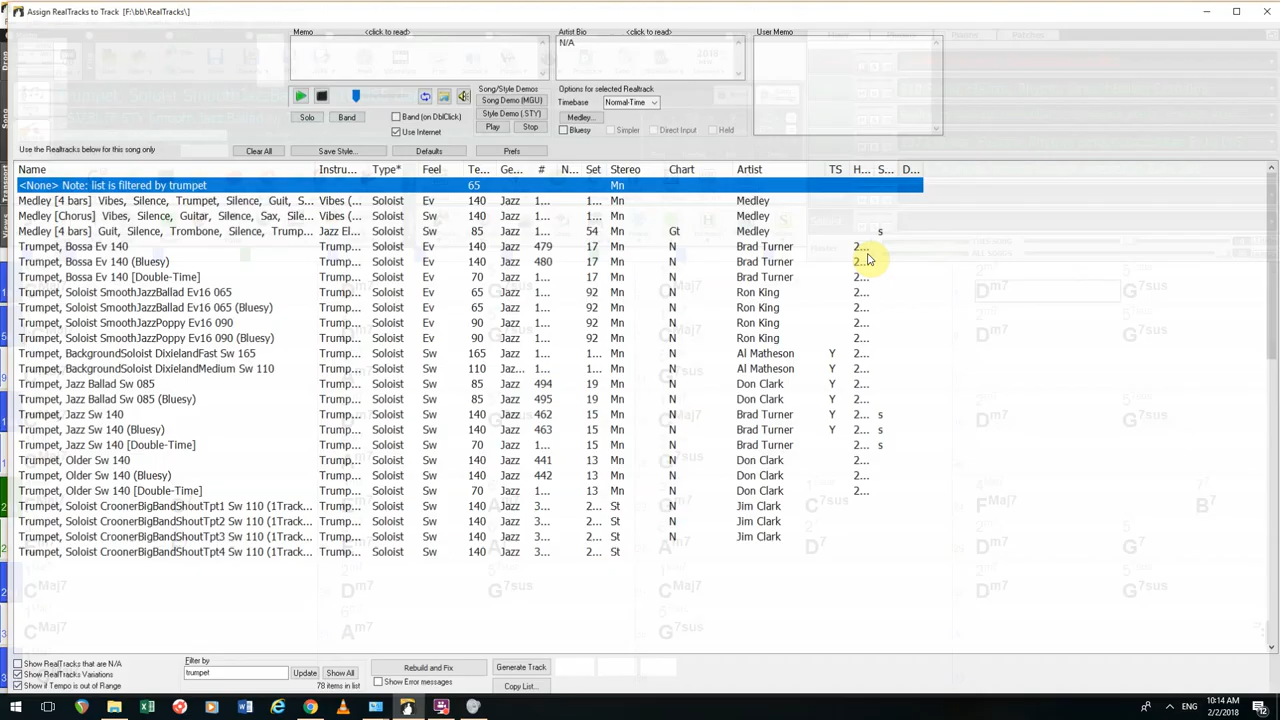 Assign RealTracks to Track [F:\bb\RealTracks\]
Memo <click to read> Artist Bio <click to read> User Memo
N/A
Song/Style Demos Options for selected Realtrack
Song Demo (MGU) Timebase Normal-Time
Solo Band Band (on DblClick) Style Demo (.STY) Medley...
Use Internet Play Stop Bluesy Simpler Direct Input Held
Use the Realtracks below for this song only Clear All Save Style... Defaults Prefs
Name Instru... Type* Feel Te... Ge... # N... Set Stereo Chart Artist TS H... S... D...
<None> Note: list is filtered by trumpet 65 Mn
Medley [4 bars] Vibes, Silence, Trumpet, Silence, Guit, S... Vibes (... Soloist Ev 140 Jazz 1... 1... Mn Medley
Medley [Chorus] Vibes, Silence, Guitar, Silence, Sax, Sile... Vibes (... Soloist Sw 140 Jazz 1... 1... Mn Medley
Medley [4 bars] Guit, Silence, Trombone, Silence, Trump... Jazz El... Soloist Sw 85 Jazz 1... 54 Mn Gt Medley s
Trumpet, Bossa Ev 140 Trump... Soloist Ev 140 Jazz 479 17 Mn N Brad Turner 2...
Trumpet, Bossa Ev 140 (Bluesy) Trump... Soloist Ev 140 Jazz 480 17 Mn N Brad Turner 2...
Trumpet, Bossa Ev 140 [Double-Time] Trump... Soloist Ev 70 Jazz 1... 17 Mn N Brad Turner 2...
Trumpet, Soloist SmoothJazzBallad Ev16 065 Trump... Soloist Ev 65 Jazz 1... 92 Mn N Ron King 2...
Trumpet, Soloist SmoothJazzBallad Ev16 065 (Bluesy) Trump... Soloist Ev 65 Jazz 1... 92 Mn N Ron King 2...
Trumpet, Soloist SmoothJazzPoppy Ev16 090 Trump... Soloist Ev 90 Jazz 1... 92 Mn N Ron King 2...
Trumpet, Soloist SmoothJazzPoppy Ev16 090 (Bluesy) Trump... Soloist Ev 90 Jazz 1... 92 Mn N Ron King 2...
Trumpet, BackgroundSoloist DixielandFast Sw 165 Trump... Soloist Sw 165 Jazz 1... 1... Mn N Al Matheson Y 2...
Trumpet, BackgroundSoloist DixielandMedium Sw 110 Trump... Soloist Sw 110 Jaz... 2... 1... Mn N Al Matheson Y 2...
Trumpet, Jazz Ballad Sw 085 Trump... Soloist Sw 85 Jazz 494 19 Mn N Don Clark Y 2...
Trumpet, Jazz Ballad Sw 085 (Bluesy) Trump... Soloist Sw 85 Jazz 495 19 Mn N Don Clark Y 2...
Trumpet, Jazz Sw 140 Trump... Soloist Sw 140 Jazz 462 15 Mn N Brad Turner Y 2... s
Trumpet, Jazz Sw 140 (Bluesy) Trump... Soloist Sw 140 Jazz 463 15 Mn N Brad Turner Y 2... s
Trumpet, Jazz Sw 140 [Double-Time] Trump... Soloist Sw 70 Jazz 1... 15 Mn N Brad Turner 2... s
Trumpet, Older Sw 140 Trump... Soloist Sw 140 Jazz 441 13 Mn N Don Clark 2...
Trumpet, Older Sw 140 (Bluesy) Trump... Soloist Sw 140 Jazz 442 13 Mn N Don Clark 2...
Trumpet, Older Sw 140 [Double-Time] Trump... Soloist Sw 70 Jazz 1... 13 Mn N Don Clark 2...
Trumpet, Soloist CroonerBigBandShoutTpt1 Sw 110 (1Track... Trump... Soloist Sw 110 Jazz 3... 2... St N Jim Clark
Trumpet, Soloist CroonerBigBandShoutTpt2 Sw 110 (1Track... Trump... Soloist Sw 110 Jazz 3... 2... St N Jim Clark
Trumpet, Soloist CroonerBigBandShoutTpt3 Sw 110 (1Track... Trump... Soloist Sw 110 Jazz 3... 2... St N Jim Clark
Trumpet, Soloist CroonerBigBandShoutTpt4 Sw 110 (1Track... Trump... Soloist Sw 110 Jazz 3... 2... St
CMaj7 Dm7 G7sus CMaj7 Dm7 G7sus
CMaj7 Am7 G7sus
Show RealTracks that are N/A Filter by
Show RealTracks Variations trumpet Update Show All Rebuild and Fix Generate Track
Show if Tempo is out of Range 78 items in list Show Error messages Copy List...
10:14 AM
2/2/2018